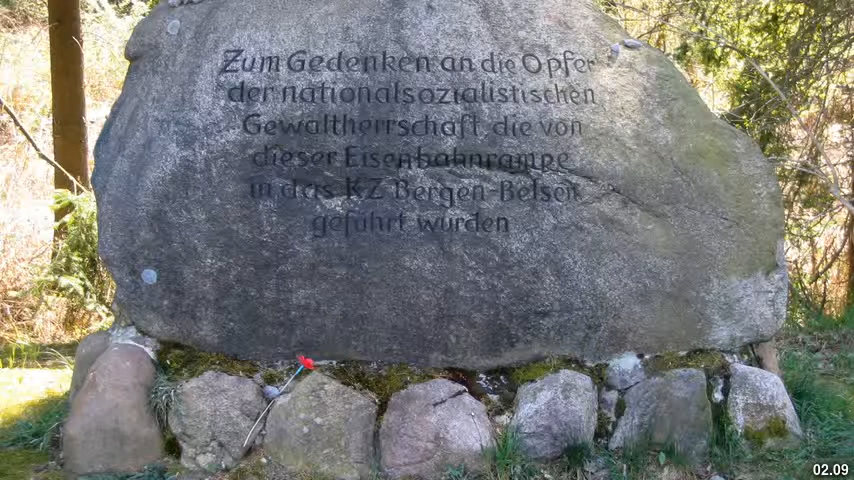 Zum Gedenken an die Opfer
der nationalsozialistischen
Gewaltherrschaft, die von
dieser Eisenbahnrampe
in das KZ Bergen-Belsen
geführt wurden
02.09